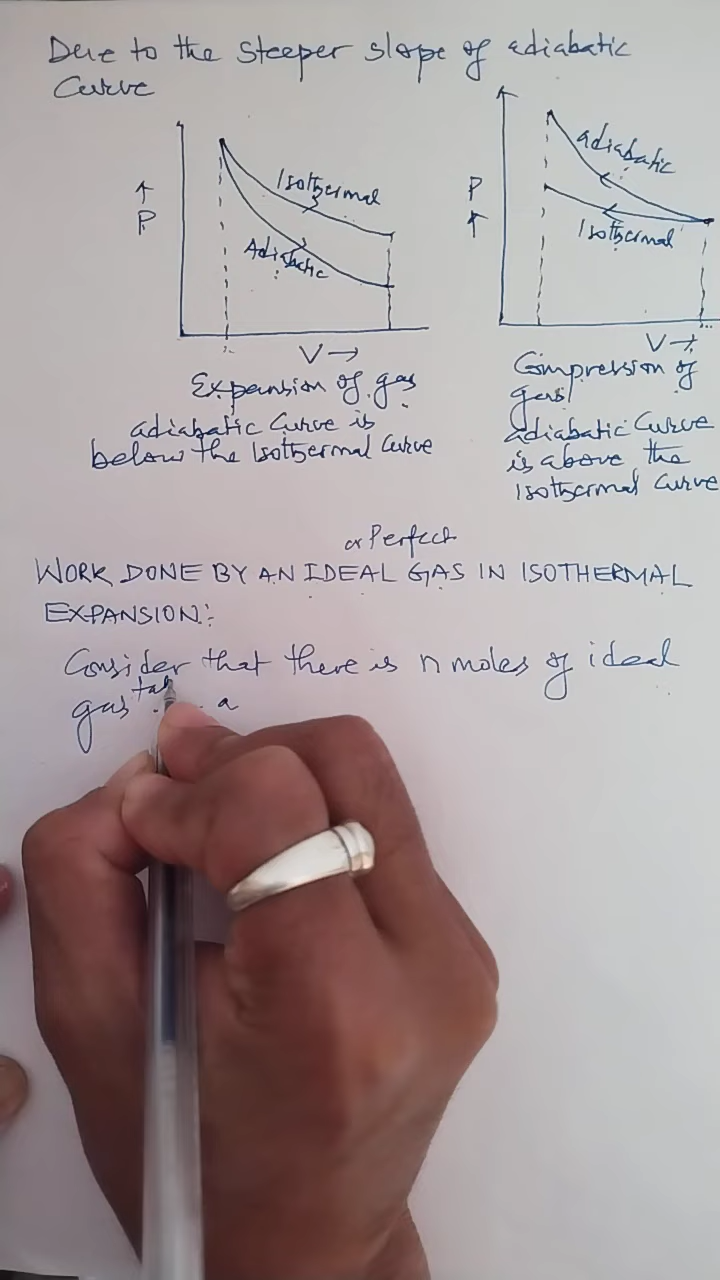 Due to the steeper slope of adiabatic
Curve
↑
P
Isothermal
Adiabatic
V →
Expansion of gas
adiabatic Curve is
below the Isothermal Curve
P
↑
adiabatic
Isothermal
V →
Compression of
gas
adiabatic Curve
is above the
Isothermal Curve
or Perfect
WORK DONE BY AN IDEAL GAS IN ISOTHERMAL
EXPANSION:
Consider that there is n moles of ideal
gas a